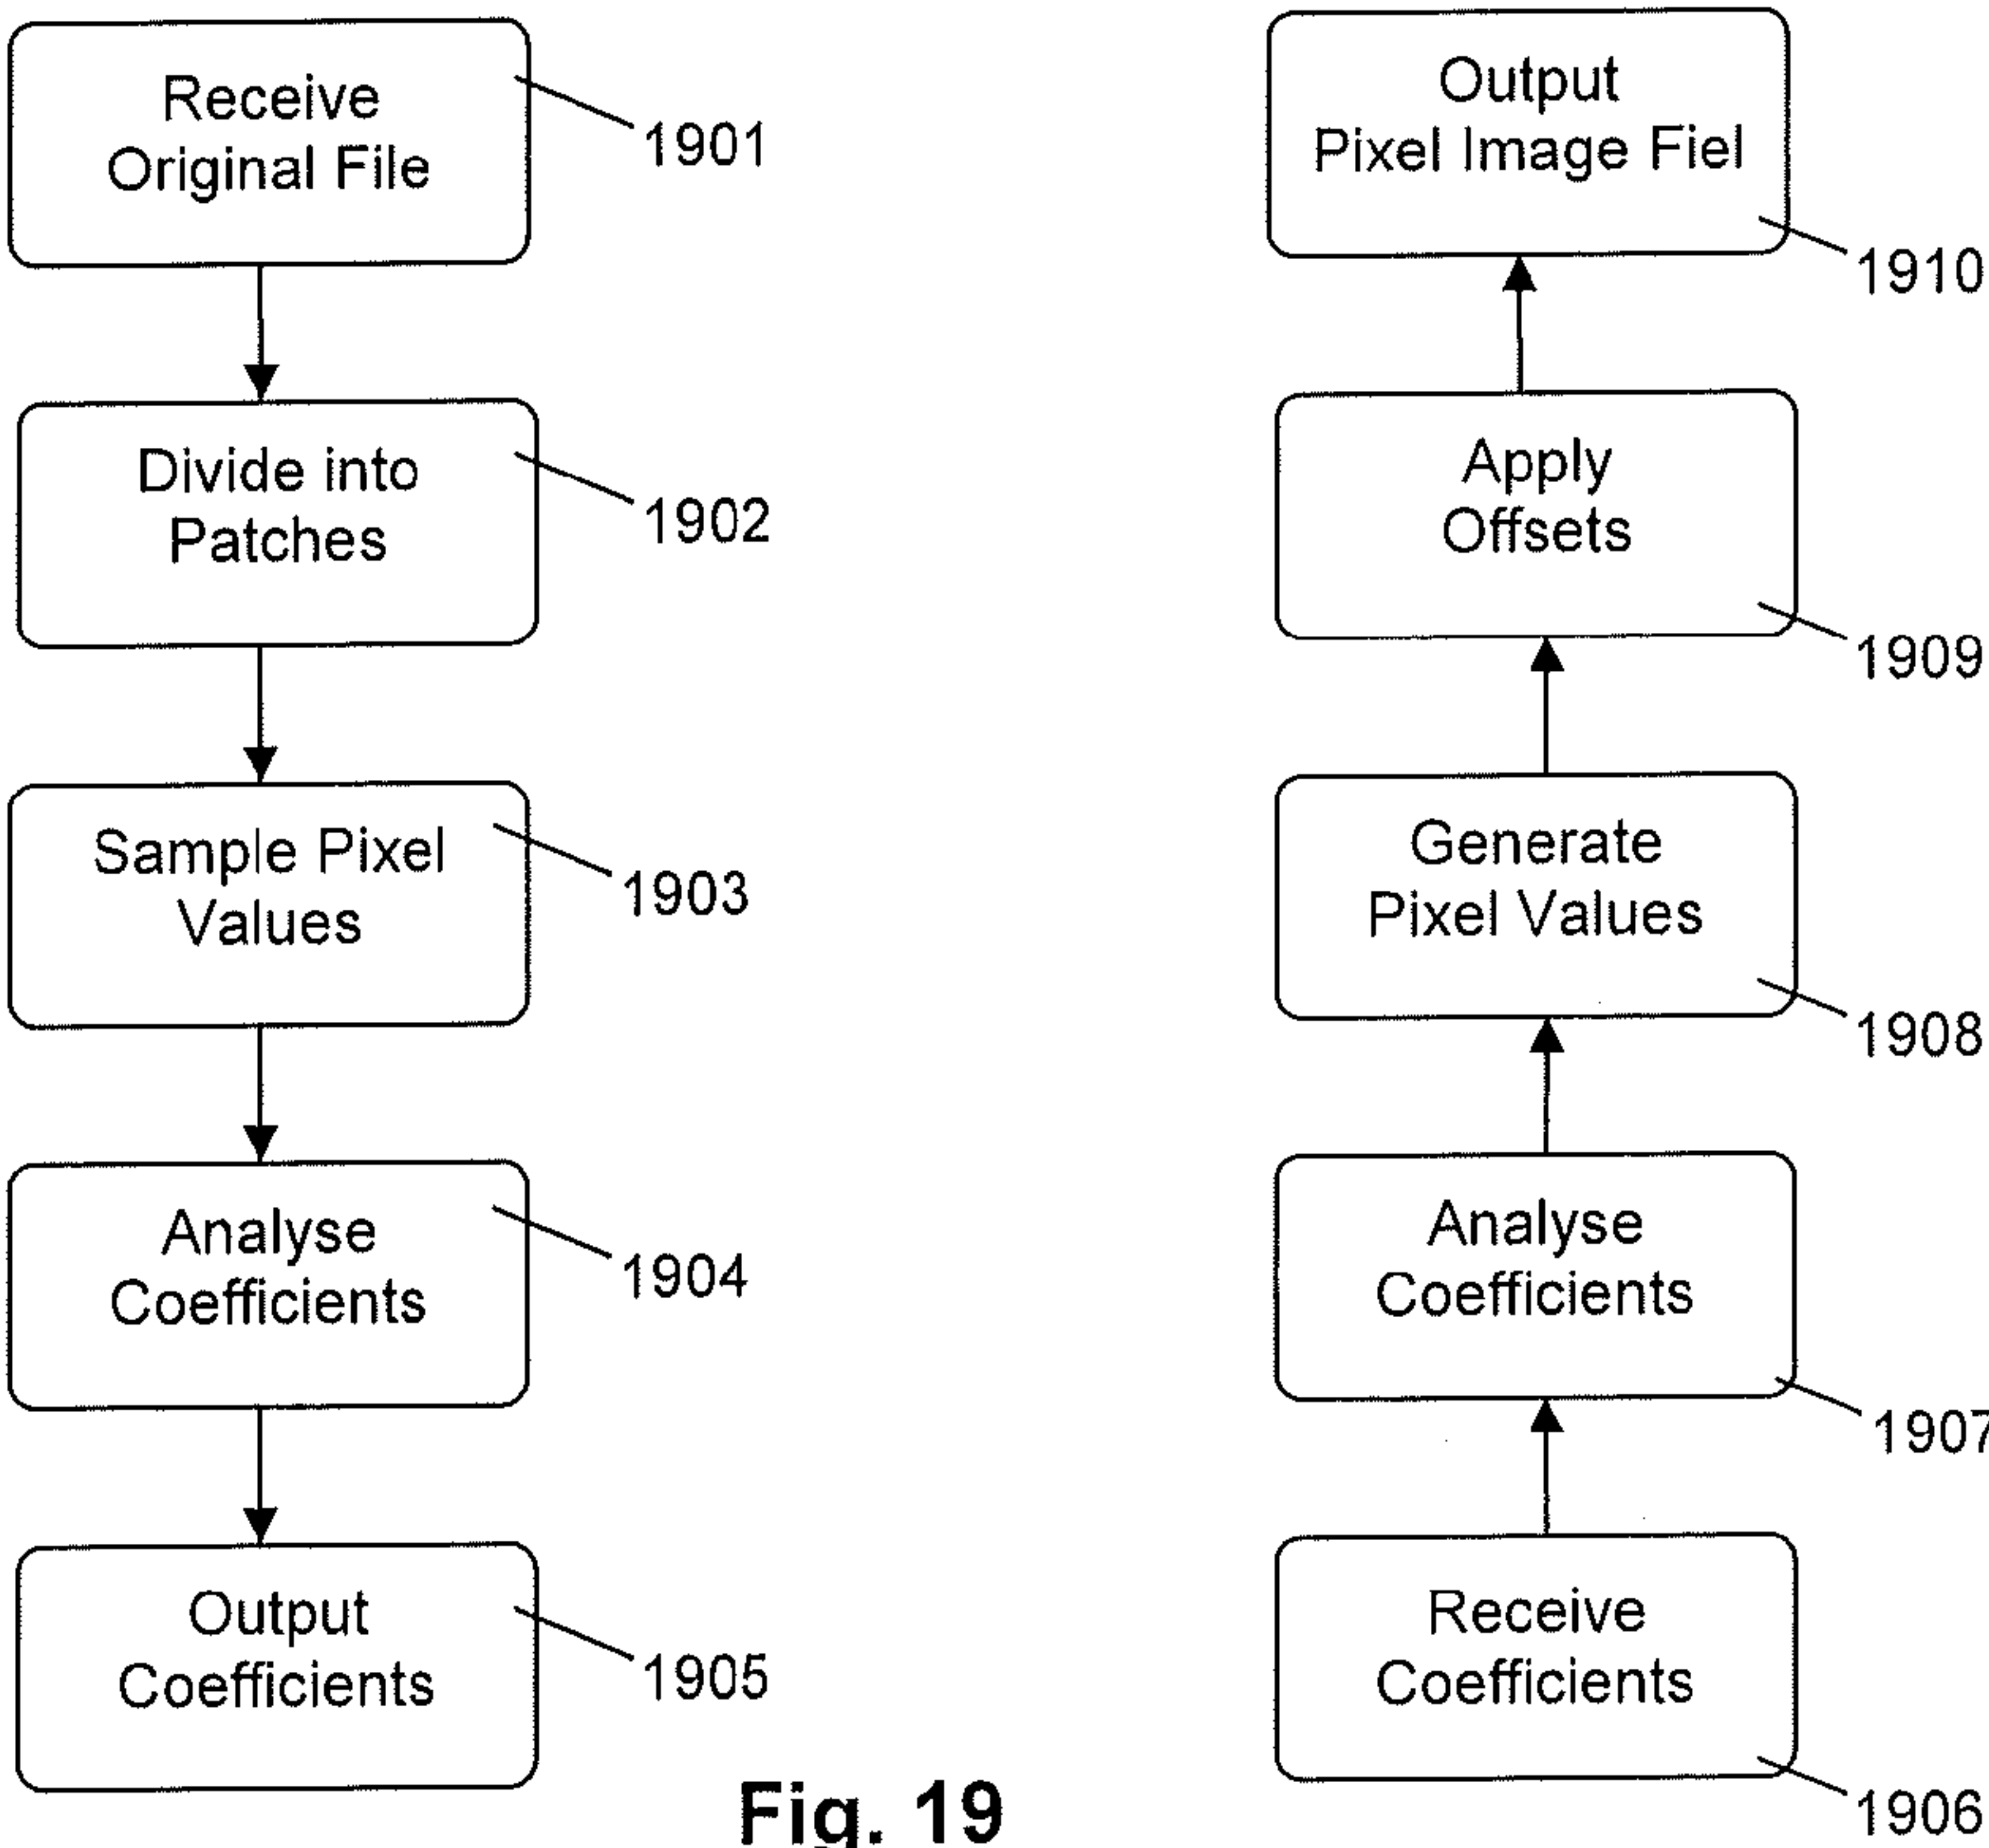 Receive
Original File
1901
Divide into
Patches
1902
Sample Pixel
Values
1903
Analyse
Coefficients
1904
Output
Coefficients
1905
Output
Pixel Image Fiel
1910
Apply
Offsets
1909
Generate
Pixel Values
1908
Analyse
Coefficients
1907
Receive
Coefficients
1906
Fig. 19